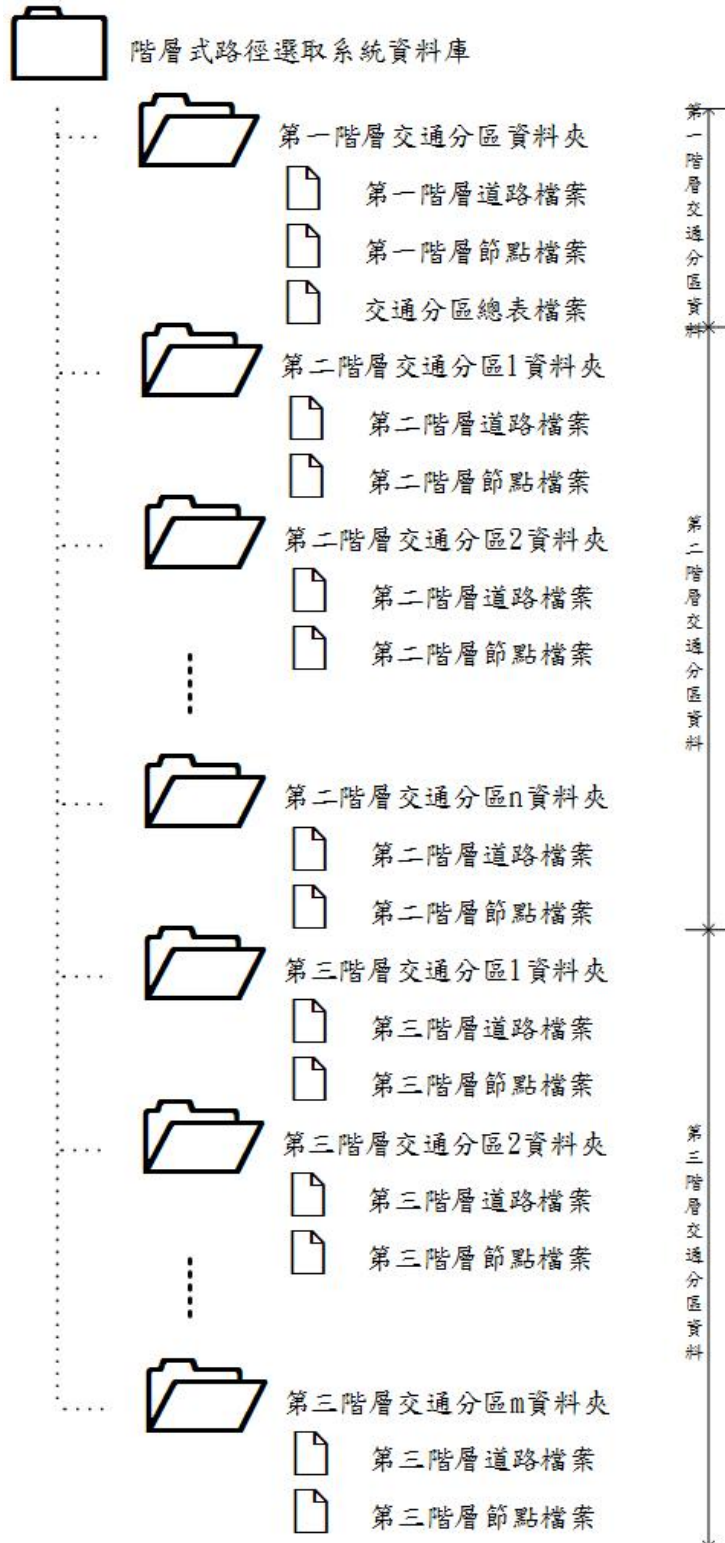 階層式路徑選取系統資料庫
第一階層交通分區資料夾
第一階層道路檔案
第一階層節點檔案
交通分區總表檔案
第二階層交通分區1資料夾
第二階層道路檔案
第二階層節點檔案
第二階層交通分區2資料夾
第二階層道路檔案
第二階層節點檔案
第二階層交通分區n資料夾
第二階層道路檔案
第二階層節點檔案
第三階層交通分區1資料夾
第三階層道路檔案
第三階層節點檔案
第三階層交通分區2資料夾
第三階層道路檔案
第三階層節點檔案
第三階層交通分區m資料夾
第三階層道路檔案
第三階層節點檔案
第一階層交通分區資料
第二階層交通分區資料
第三階層交通分區資料